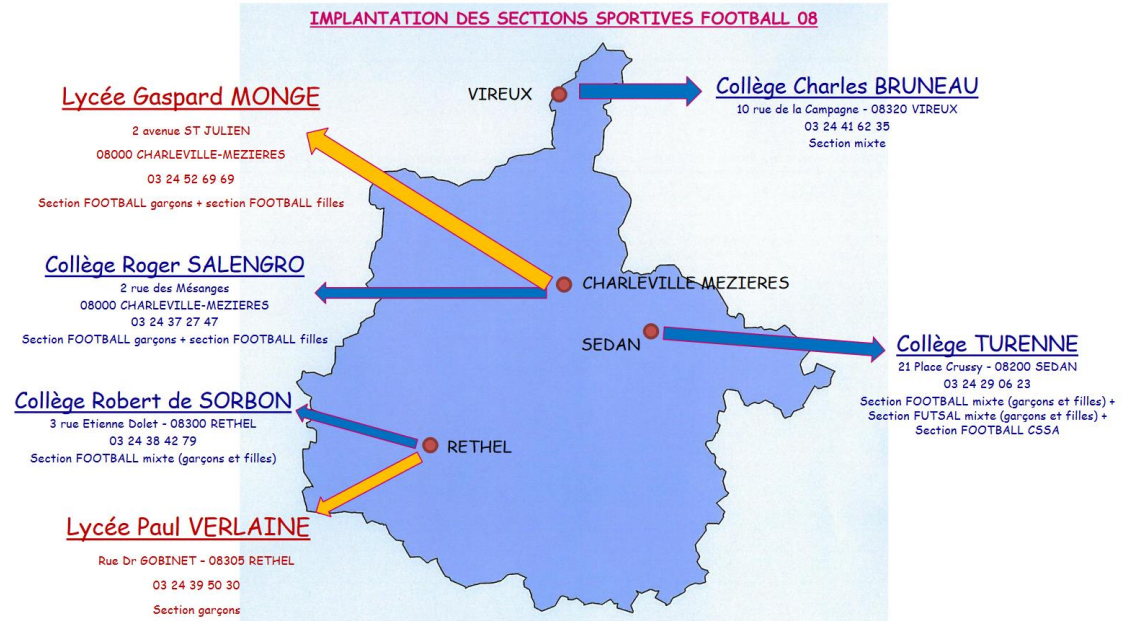 IMPLANTATION DES SECTIONS SPORTIVES FOOTBALL 08
Lycée Gaspard MONGE
2 avenue ST JULIEN
08000 CHARLEVILLE-MEZIERES
03 24 52 69 69
Section FOOTBALL garçons + section FOOTBALL filles
VIREUX
Collège Charles BRUNEAU
10 rue de la Campagne - 08320 VIREUX
03 24 41 62 35
Section mixte
Collège Roger SALENGRO
2 rue des Mésanges
08000 CHARLEVILLE-MEZIERES
03 24 37 27 47
Section FOOTBALL garçons + section FOOTBALL filles
CHARLEVILLE MEZIERES
SEDAN
Collège TURENNE
21 Place Crussy - 08200 SEDAN
03 24 29 06 23
Section FOOTBALL mixte (garçons et filles) +
Section FUTSAL mixte (garçons et filles) +
Section FOOTBALL CSSA
Collège Robert de SORBON
3 rue Etienne Dolet - 08300 RETHEL
03 24 38 42 79
Section FOOTBALL mixte (garçons et filles)
RETHEL
Lycée Paul VERLAINE
Rue Dr GOBINET - 08305 RETHEL
03 24 39 50 30
Section garçons